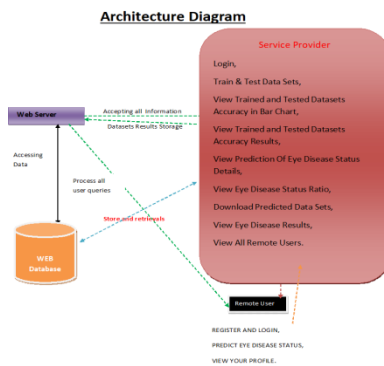 Architecture Diagram
Service Provider
Login,
Train & Test Data Sets,
View Trained and Tested Datasets
Accuracy in Bar Chart,
View Trained and Tested Datasets
Accuracy Results,
View Prediction Of Eye Disease Status
Details,
View Eye Disease Status Ratio,
Download Predicted Data Sets,
View Eye Disease Results,
View All Remote Users.
Accepting all Information
Web Server
Datasets Results Storage
Accessing
Data
Process all
user queries
Store and retrievals
WEB
Database
Remote User
REGISTER AND LOGIN,
PREDICT EYE DISEASE STATUS,
VIEW YOUR PROFILE.